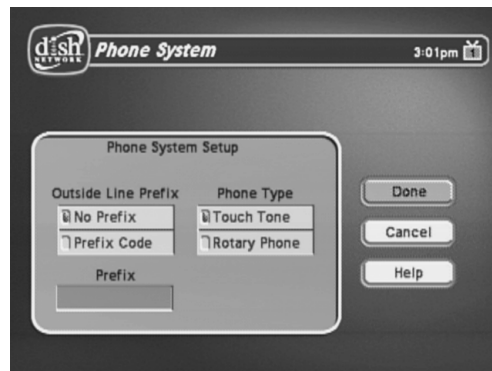 dish
NETWORK
Phone System
3:01pm
1
Phone System Setup
Outside Line Prefix
No Prefix
Prefix Code
Prefix
Phone Type
Touch Tone
Rotary Phone
Done
Cancel
Help